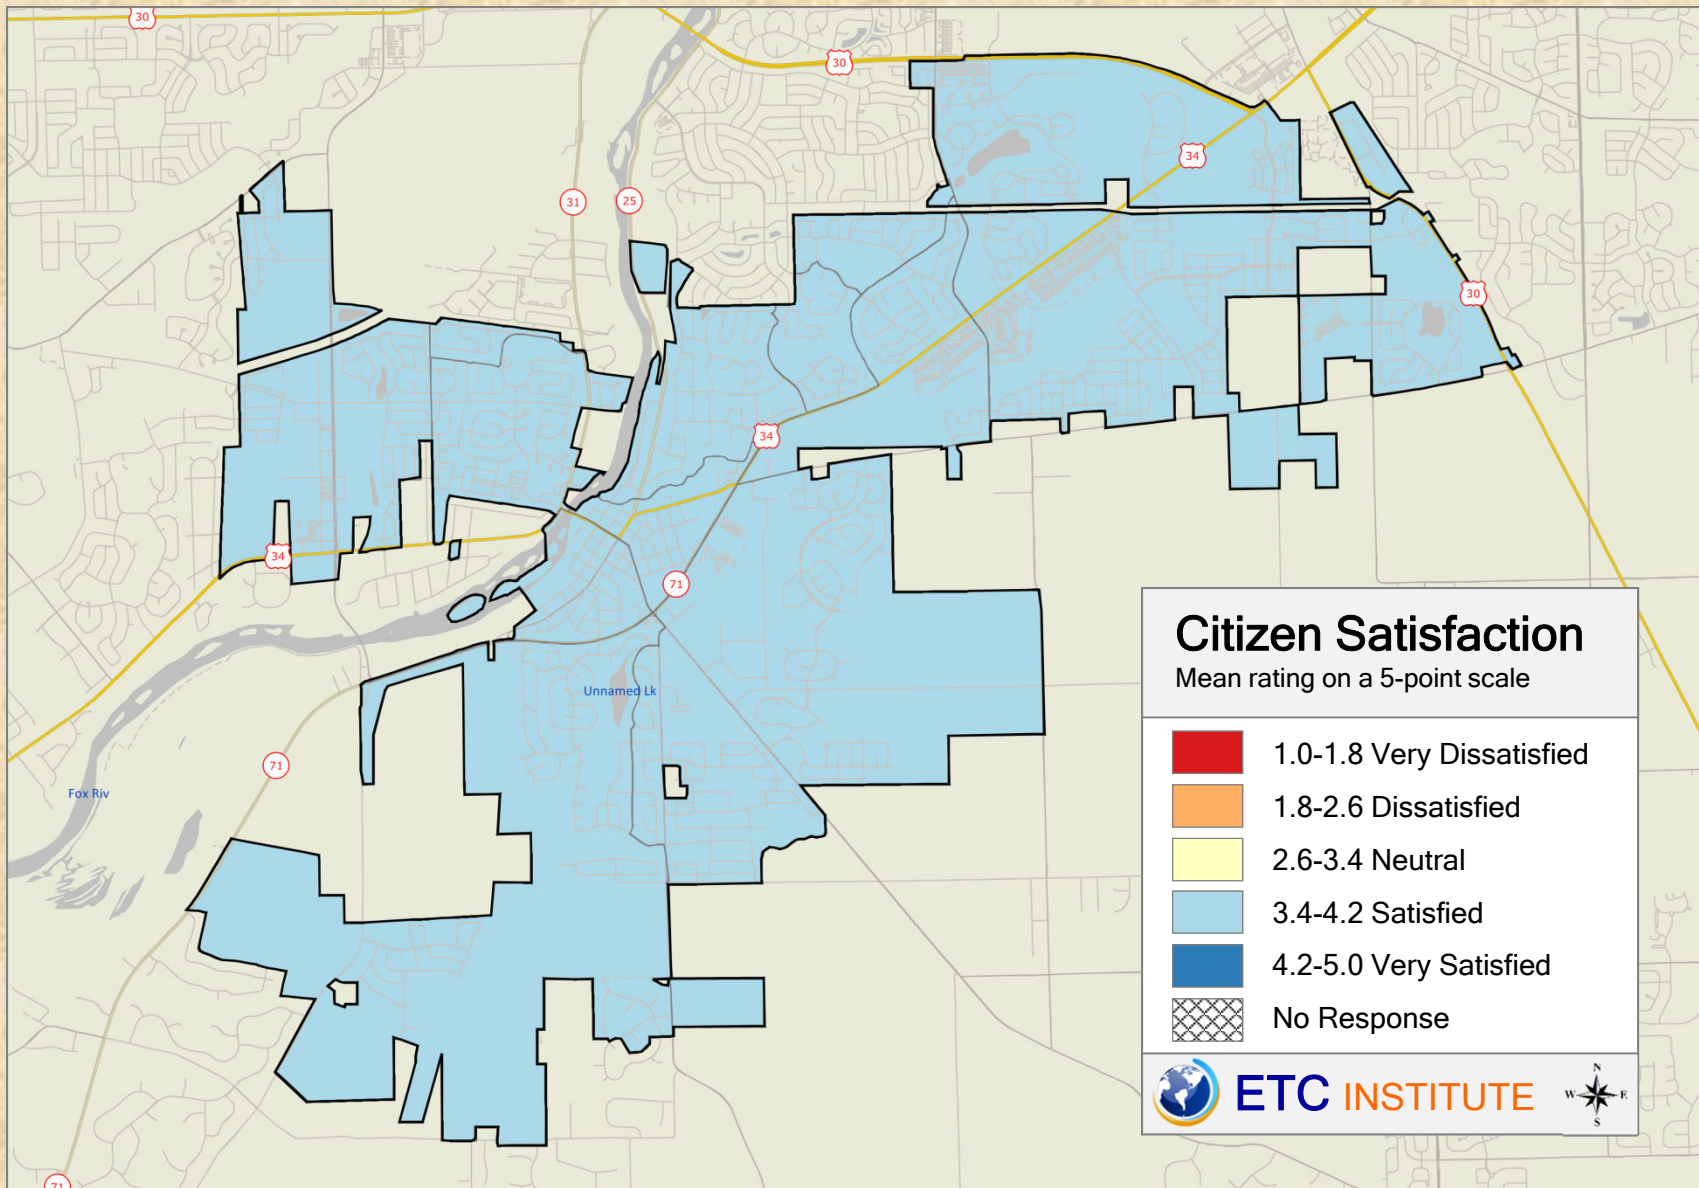 30
30
34
31
25
30
34
34
71
Unnamed Lk
71
Fox Riv
71
Citizen Satisfaction
Mean rating on a 5-point scale
1.0-1.8 Very Dissatisfied
1.8-2.6 Dissatisfied
2.6-3.4 Neutral
3.4-4.2 Satisfied
4.2-5.0 Very Satisfied
No Response
ETC INSTITUTE
N
W E
S